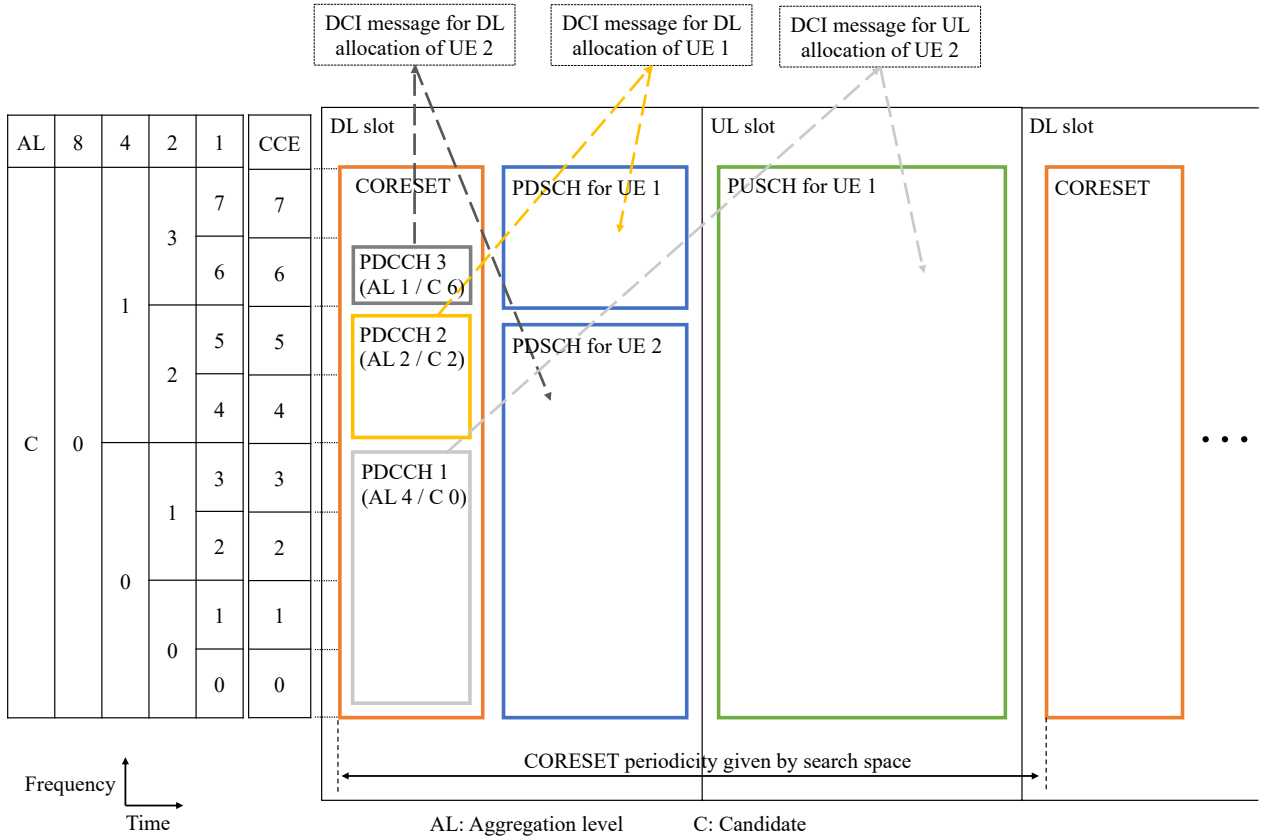 DCI message for DL
allocation of UE 2
DCI message for DL
allocation of UE 1
DCI message for UL
allocation of UE 2
AL 8 4 2 1 CCE
C
0
1
0
3
2
1
0
7
6
5
4
3
2
1
0
7
6
5
4
3
2
1
0
DL slot
CORESET
PDCCH 3
(AL 1 / C 6)
PDCCH 2
(AL 2 / C 2)
PDCCH 1
(AL 4 / C 0)
PDSCH for UE 1
PDSCH for UE 2
UL slot
PUSCH for UE 1
DL slot
CORESET
• • •
CORESET periodicity given by search space
Frequency
Time
AL: Aggregation level C: Candidate